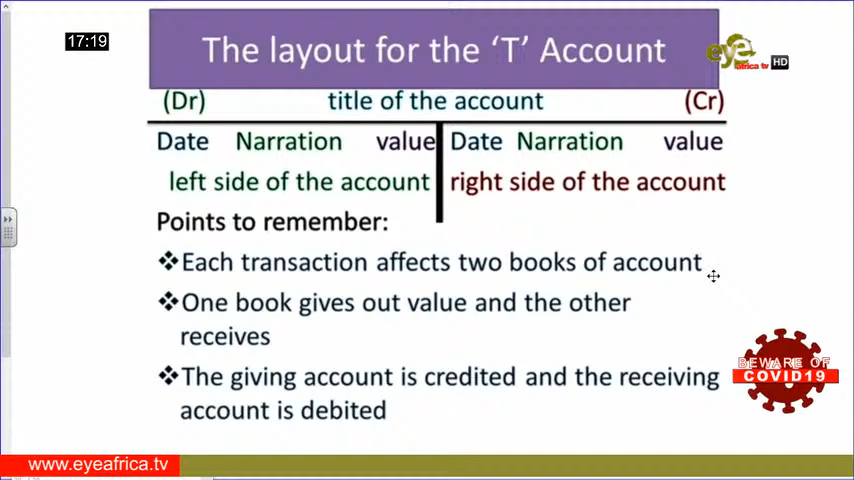 17:19
The layout for the ‘T’ Account
eye
africa tv HD
(Dr) title of the account (Cr)
Date Narration value Date Narration value
left side of the account right side of the account
Points to remember:
❖Each transaction affects two books of account
❖One book gives out value and the other
receives
❖The giving account is credited and the receiving
account is debited
BEWARE OF
COVID19
www.eyeafrica.tv